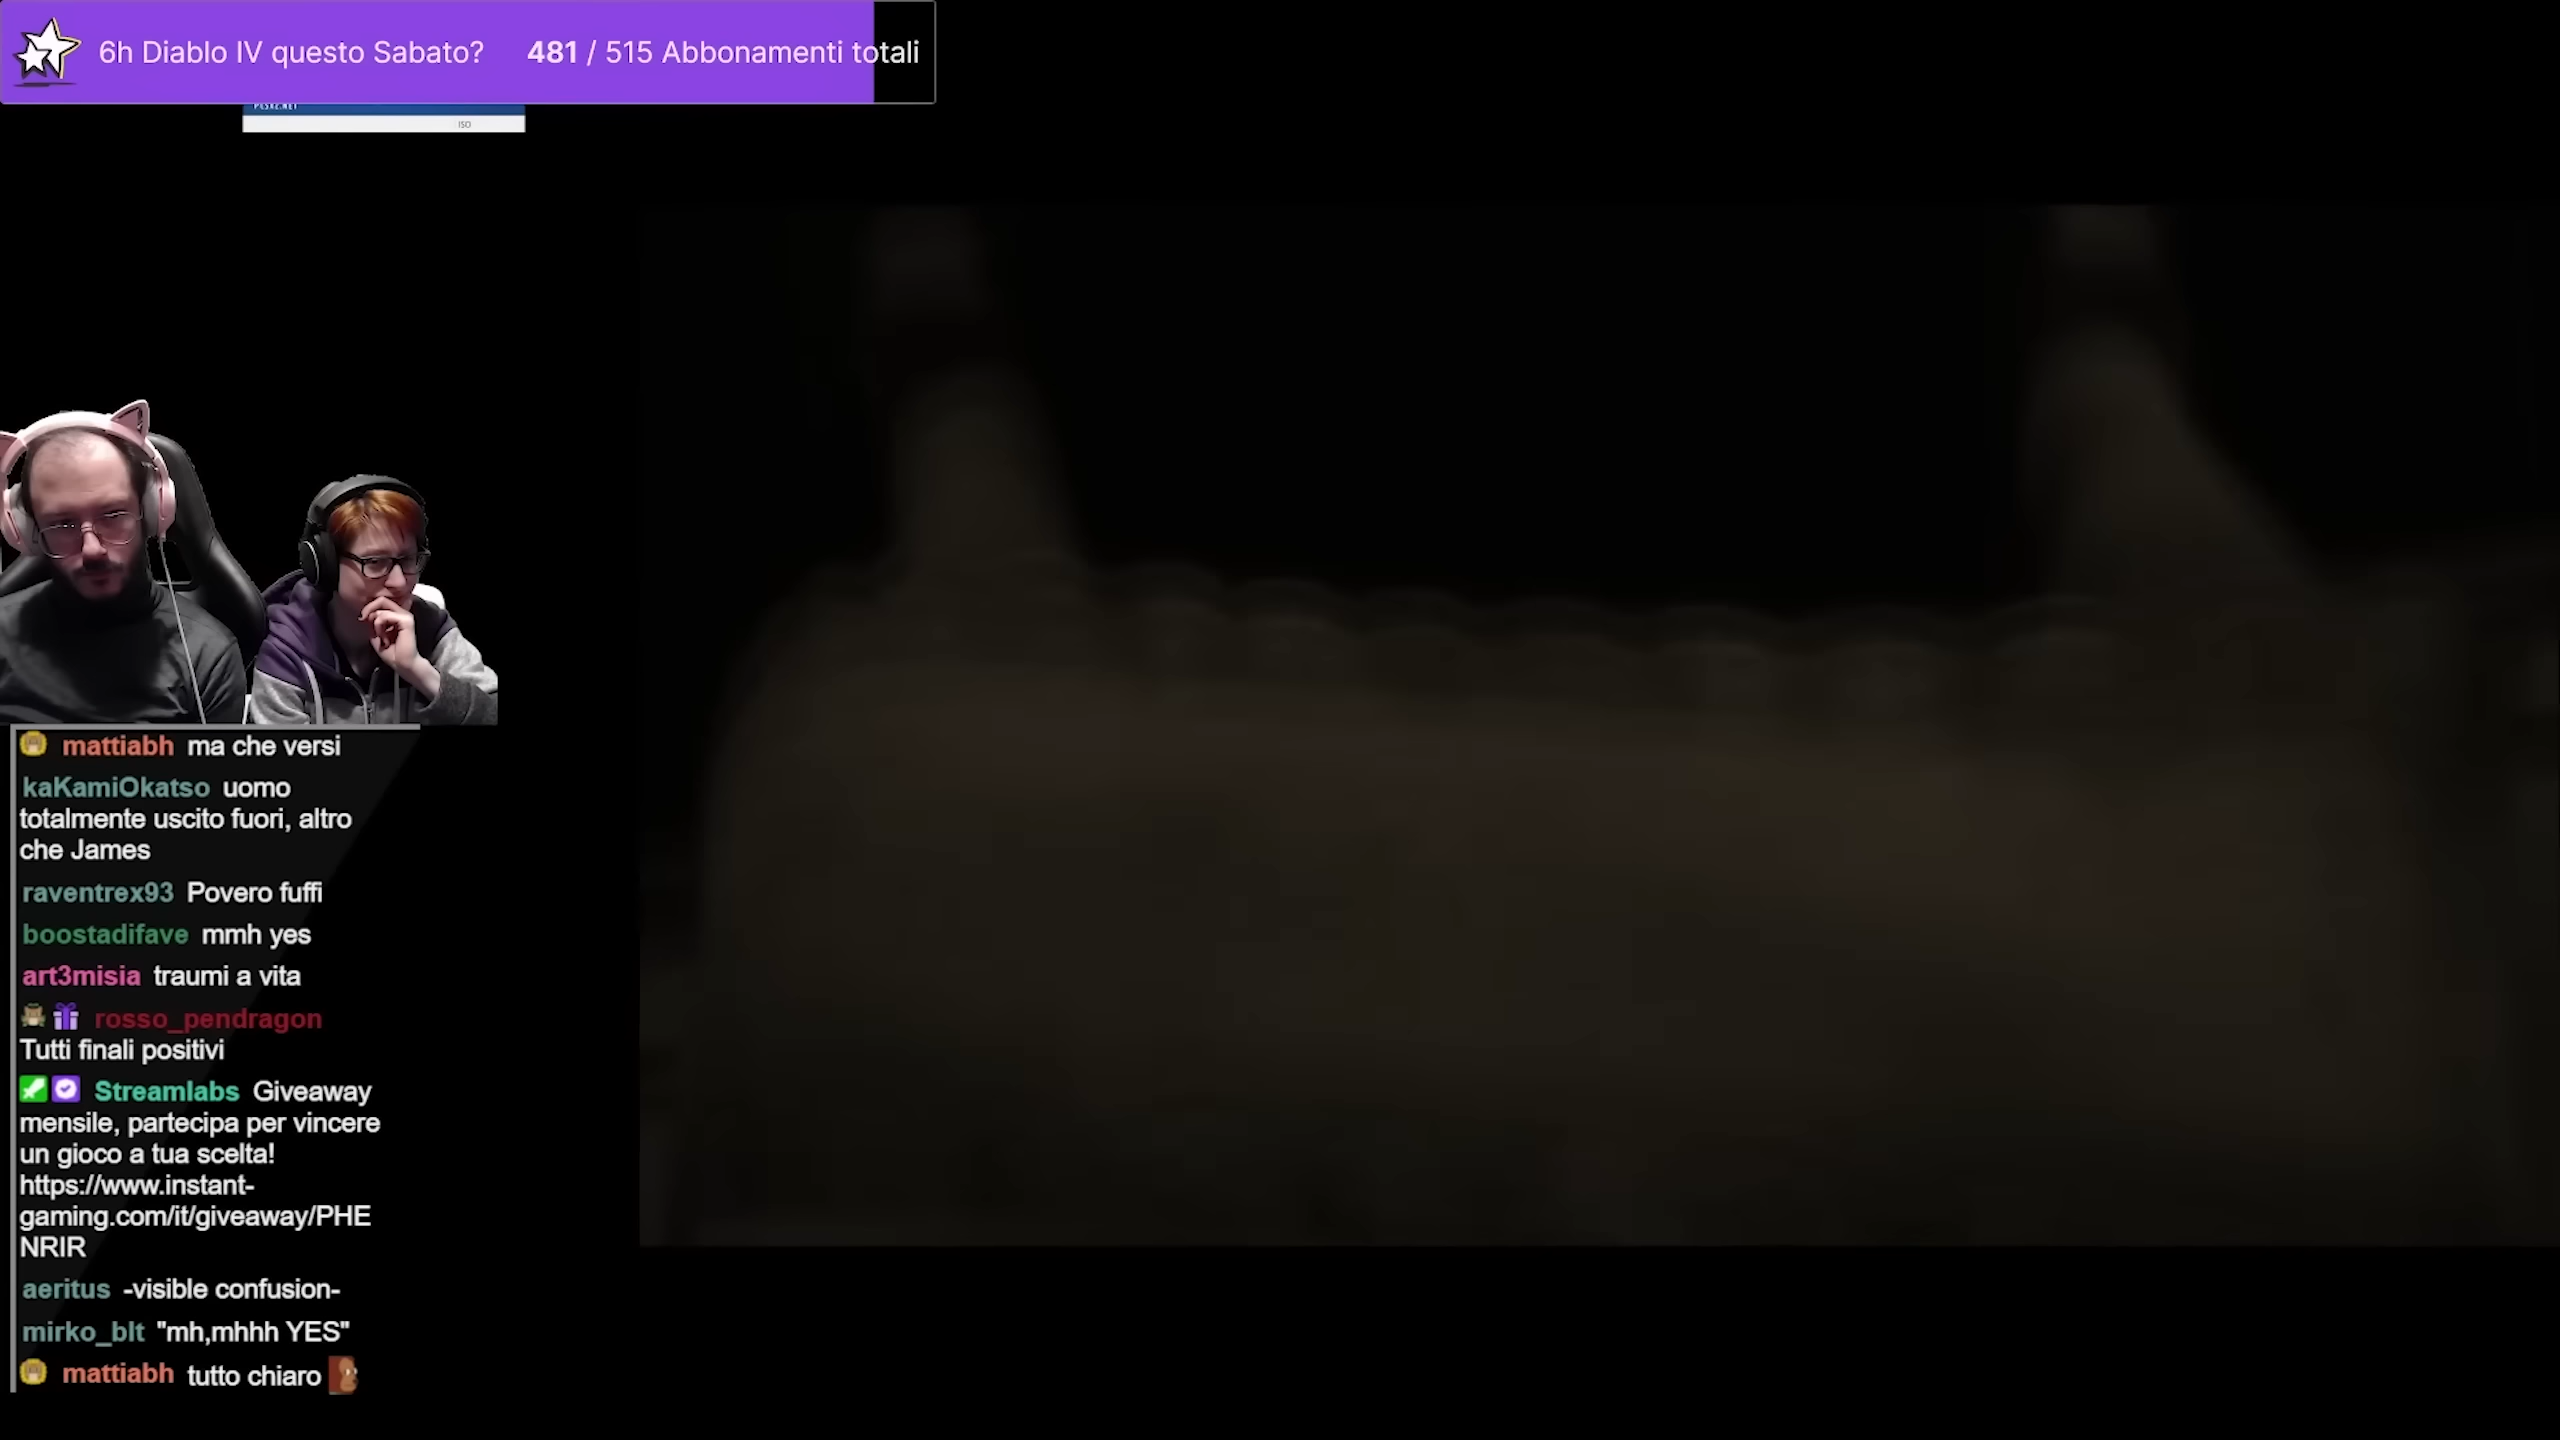 6h Diablo IV questo Sabato? 481 / 515 Abbonamenti totali
PCSX2.NET
ISO
mattiabh ma che versi
kaKamiOkatso uomo
totalmente uscito fuori, altro
che James
raventrex93 Povero fuffi
boostadifave mmh yes
art3misia traumi a vita
rosso_pendragon
Tutti finali positivi
Streamlabs Giveaway
mensile, partecipa per vincere
un gioco a tua scelta!
https://www.instant-
gaming.com/it/giveaway/PHE
NRIR
aeritus -visible confusion-
mirko_blt "mh,mhhh YES"
mattiabh tutto chiaro